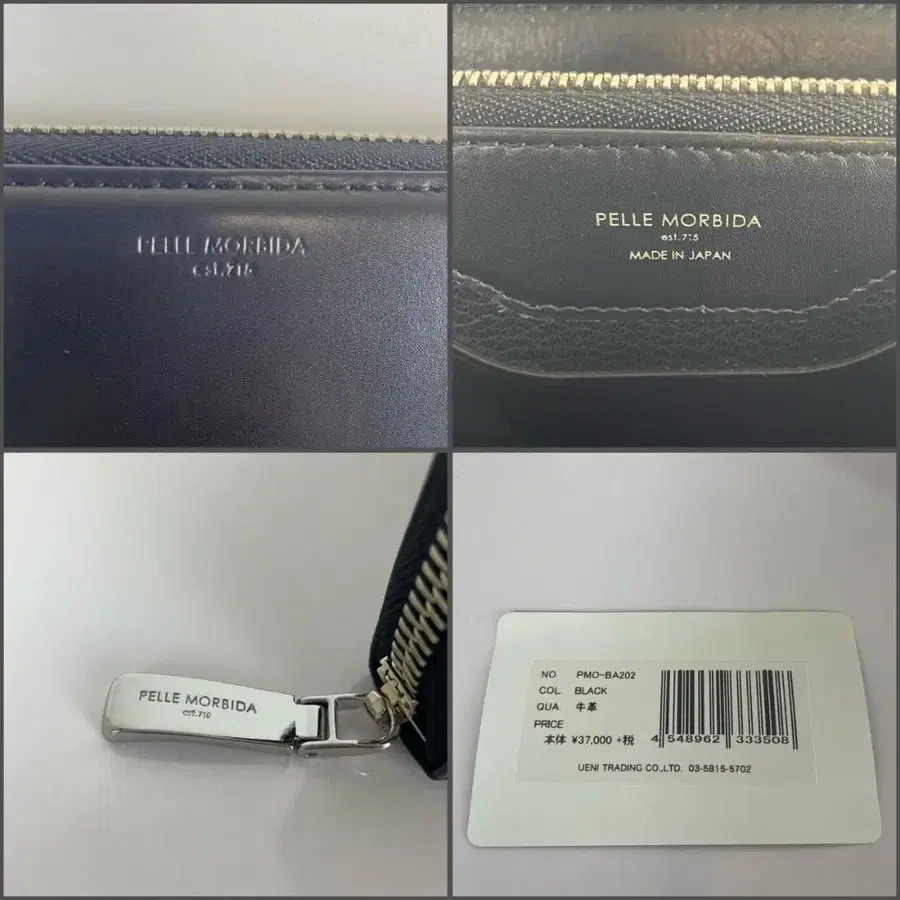 PELLE MORBIDA
est.715
PELLE MORBIDA
est.715
MADE IN JAPAN
PELLE MORBIDA
est.715
NO. PMO-BA202
COL. BLACK
QUA. 牛革
PRICE
本体 ¥37,000 +税
4 548962 333508
UENI TRADING CO.,LTD. 03-5815-5702